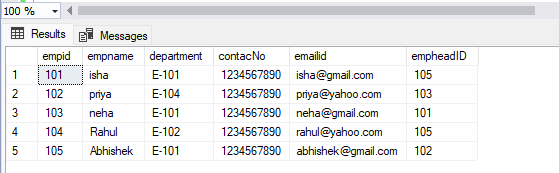 100 %
Results Messages
empid empname department contacNo emailid empheadID
1 101 isha E-101 1234567890 isha@gmail.com 105
2 102 priya E-104 1234567890 priya@yahoo.com 103
3 103 neha E-101 1234567890 neha@gmail.com 101
4 104 Rahul E-102 1234567890 rahul@yahoo.com 105
5 105 Abhishek E-101 1234567890 abhishek@gmail.com 102